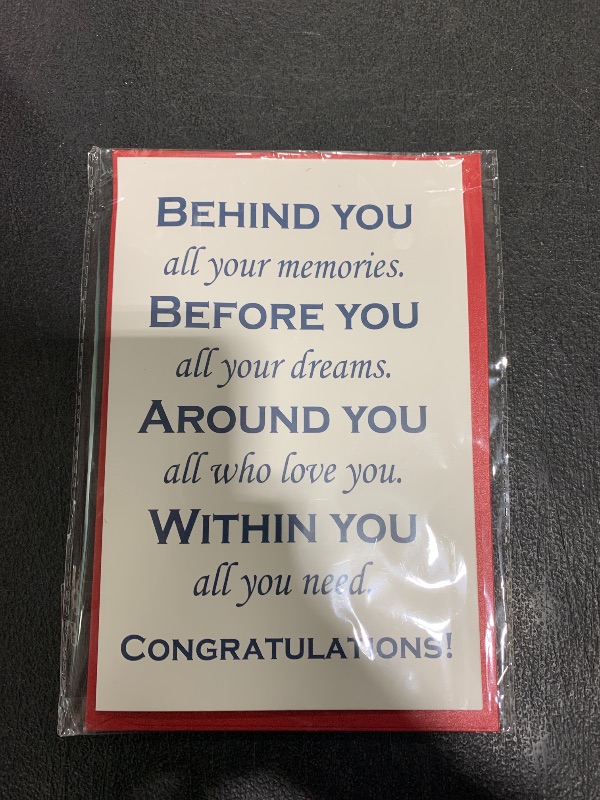 BEHIND YOU
all your memories.
BEFORE YOU
all your dreams.
AROUND YOU
all who love you.
WITHIN YOU
all you need.
CONGRATULATIONS!